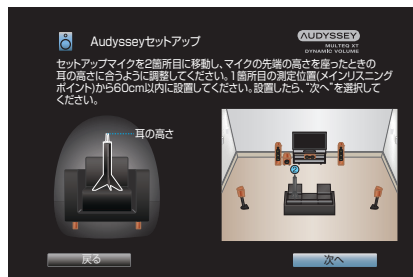 Audysseyセットアップ
AUDYSSEY
MULTEQ XT
DYNAMIC VOLUME
セットアップマイクを2箇所目に移動し、マイクの先端の高さを座ったときの
耳の高さに合うように調整してください。1箇所目の測定位置(メインリスニング
ポイント)から60cm以内に設置してください。設置したら、"次へ"を選択して
ください。
耳の高さ
2
戻る
次へ